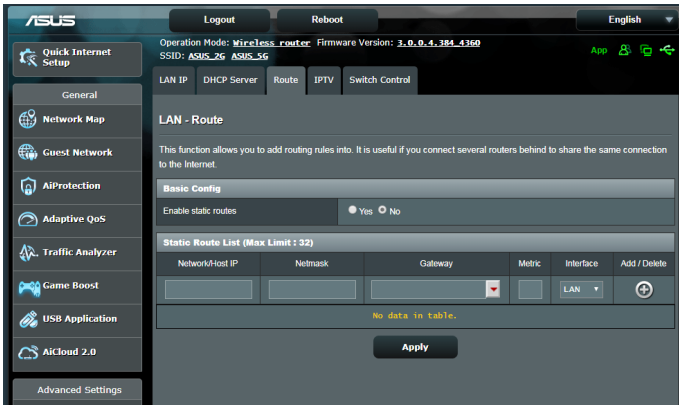 ASUS
Logout Reboot English
Operation Mode: Wireless router Firmware Version: 3.0.0.4.384_4360
SSID: ASUS_2G ASUS_5G
App
Quick Internet
Setup
General
Network Map
Guest Network
AiProtection
Adaptive QoS
Traffic Analyzer
Game Boost
USB Application
AiCloud 2.0
Advanced Settings
LAN IP DHCP Server Route IPTV Switch Control
LAN - Route
This function allows you to add routing rules into. It is useful if you connect several routers behind to share the same connection
to the Internet.
Basic Config
Enable static routes Yes No
Static Route List (Max Limit : 32)
Network/Host IP Netmask Gateway Metric Interface Add / Delete
LAN
No data in table.
Apply